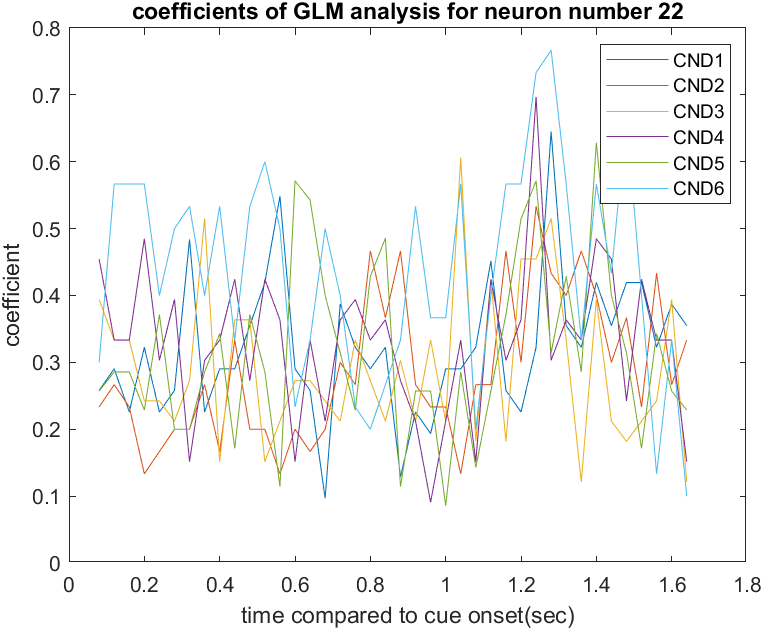 coefficients of GLM analysis for neuron number 22
0.8
0.7
0.6
0.5
0.4
0.3
0.2
0.1
0
coefficient
CND1
CND2
CND3
CND4
CND5
CND6
0 0.2 0.4 0.6 0.8 1 1.2 1.4 1.6 1.8
time compared to cue onset(sec)